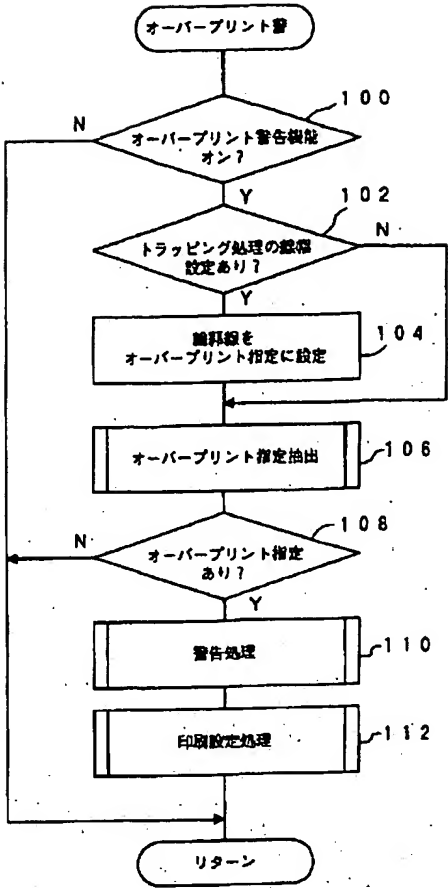 オーバープリント警
100
N
オーバープリント警告機能
オン?
Y
102
トラッピング処理の線幅
N
設定あり?
Y
輪郭線を
オーバープリント指定に設定
104
オーバープリント指定抽出
106
108
N
オーバープリント指定
あり?
Y
警告処理
110
印刷設定処理
112
リターン